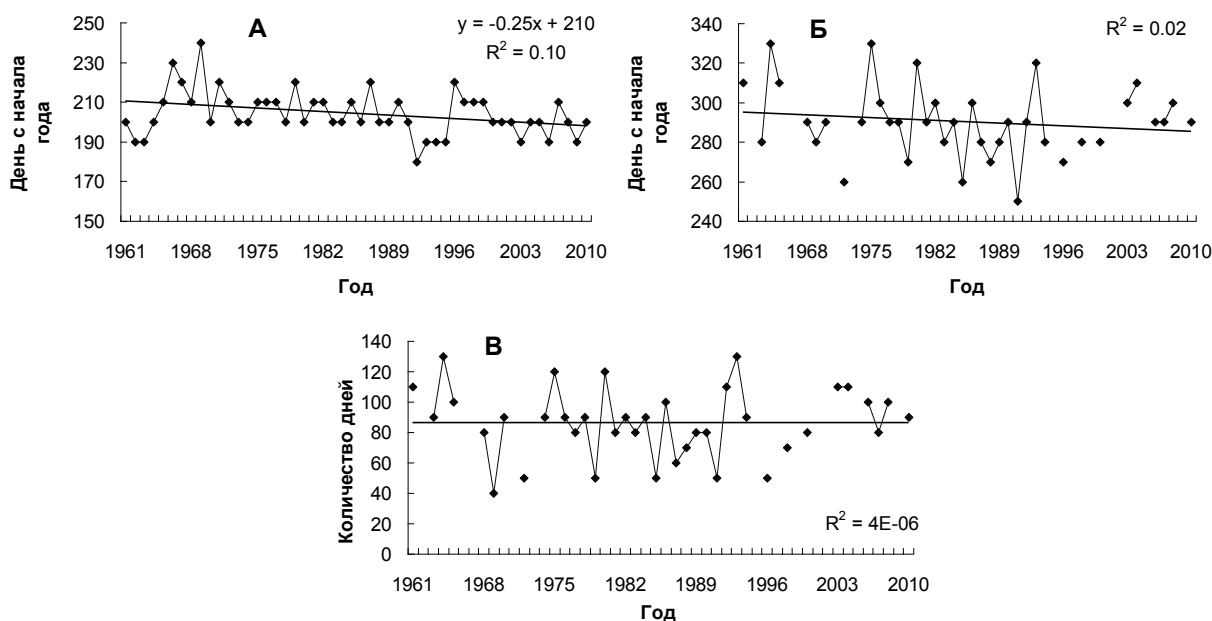 А
y = -0.25x + 210
R² = 0.10
250
230
210
190
170
150
День с начала
года
1961 1968 1975 1982 1989 1996 2003 2010
Год
Б
R² = 0.02
340
320
300
280
260
240
День с начала
года
1961 1968 1975 1982 1989 1996 2003 2010
Год
В
140
120
100
80
60
40
20
0
Количество дней
R² = 4E-06
1961 1968 1975 1982 1989 1996 2003 2010
Год